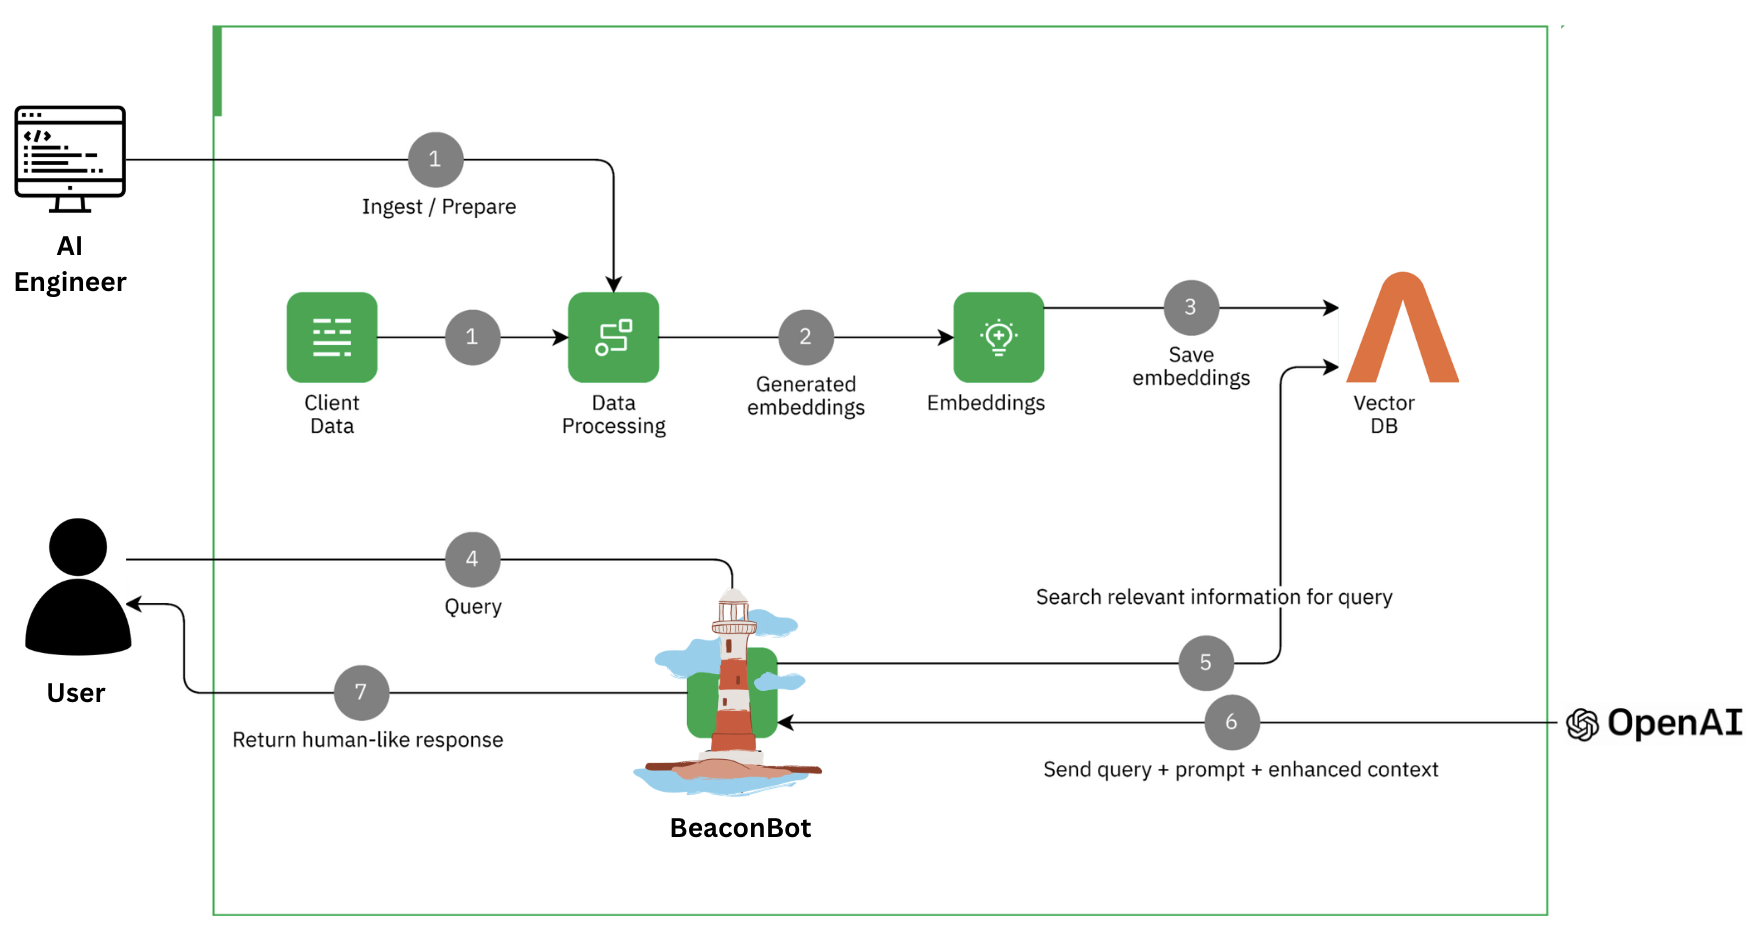 1
Ingest / Prepare
AI
Engineer
1
2
3
Generated
embeddings
Save
embeddings
Client
Data
Data
Processing
Embeddings
Vector
DB
4
Query
User
Search relevant information for query
5
7
Return human-like response
6
OpenAI
Send query + prompt + enhanced context
BeaconBot